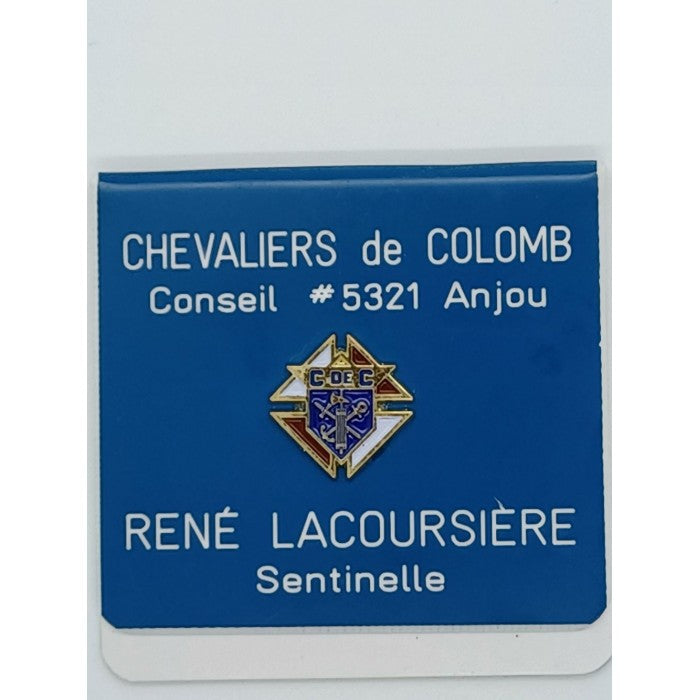 CHEVALIERS de COLOMB
Conseil #5321 Anjou
C DE C
RENÉ LACOURSIÈRE
Sentinelle